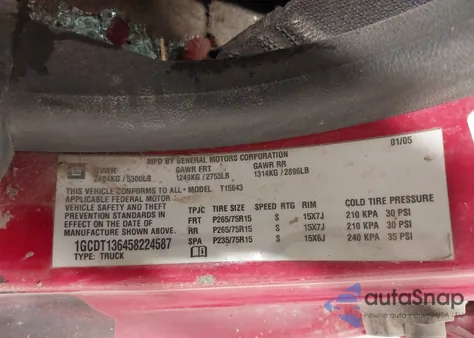 MFD BY GENERAL MOTORS CORPORATION
01/05
GM GVWR GAWR FRT GAWR RR
2404KG / 5300LB 1249KG / 2753LB 1314KG / 2896LB
THIS VEHICLE CONFORMS TO ALL- MODEL T15643
APPLICABLE FEDERAL MOTOR
VEHICLE SAFETY AND THEFT
PREVENTION STANDARDS IN
EFFECT ON THE DATE OF
MANUFACTURE SHOWN ABOVE.
1GCDT136458224587
TYPE: TRUCK
TPJC TIRE SIZE SPEED RTG RIM COLD TIRE PRESSURE
FRT P265/75R15 S 15X7J 210 KPA 30 PSI
RR P265/75R15 S 15X7J 210 KPA 30 PSI
SPA P235/75R15 S 15X6J 240 KPA 35 PSI
autoSnap